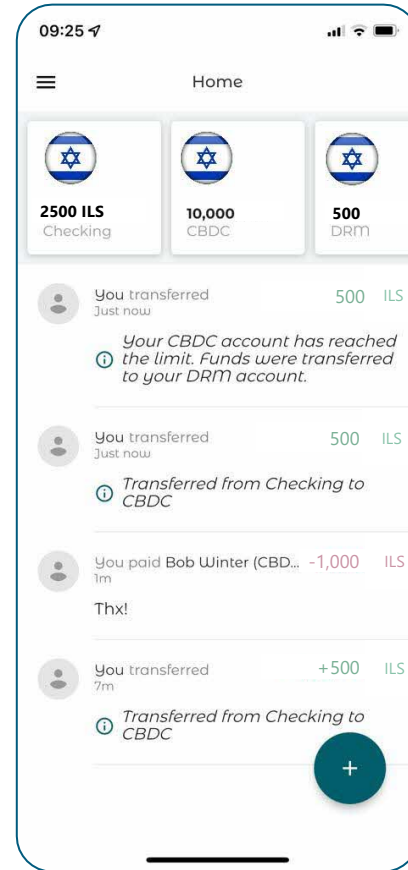 09:25
Home
2500 ILS
Checking
10,000
CBDC
500
DRM
You transferred 500 ILS
Just now
Your CBDC account has reached
the limit. Funds were transferred
to your DRM account.
You transferred 500 ILS
Just now
Transferred from Checking to
CBDC
You paid Bob Winter (CBD... -1,000 ILS
1m
Thx!
You transferred +500 ILS
7m
Transferred from Checking to
CBDC
+